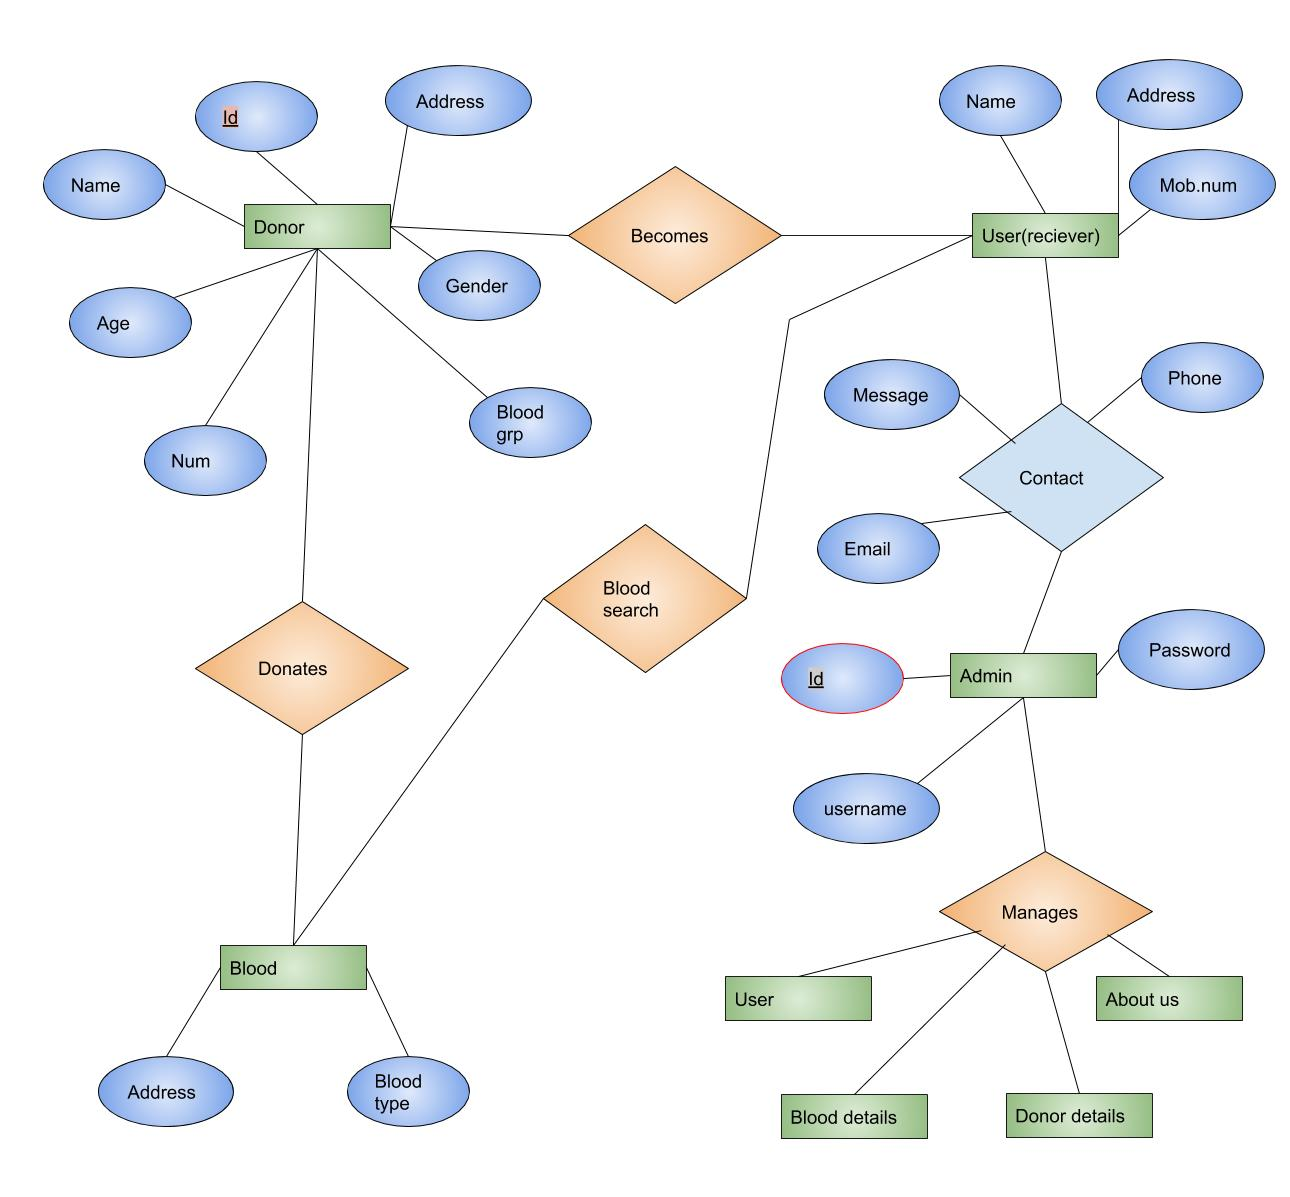 Id
Address
Name
Address
Name
Mob.num
Donor
Becomes
User(reciever)
Gender
Age
Phone
Message
Blood
grp
Num
Contact
Email
Blood
search
Donates
Password
Id
Admin
username
Manages
Blood
User
About us
Address
Blood
type
Blood details
Donor details